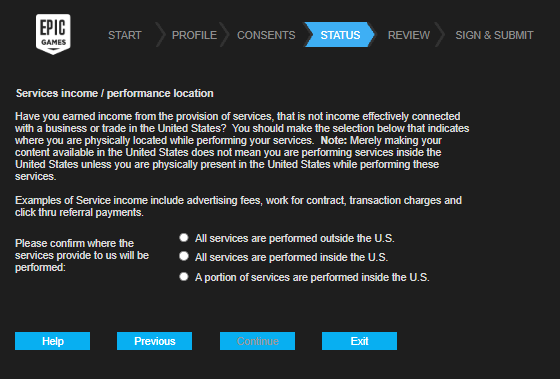 EPIC
GAMES
START
PROFILE
CONSENTS
STATUS
REVIEW
SIGN & SUBMIT
Services income / performance location
Have you earned income from the provision of services, that is not income effectively connected
with a business or trade in the United States?  You should make the selection below that indicates
where you are physically located while performing your services.  Note: Merely making your
content available in the United States does not mean you are performing services inside the
United States unless you are physically present in the United States while performing these
services.
Examples of Service income include advertising fees, work for contract, transaction charges and
click thru referral payments.
Please confirm where the
services provide to us will be
performed:
All services are performed outside the U.S.
All services are performed inside the U.S.
A portion of services are performed inside the U.S.
Help
Previous
Continue
Exit